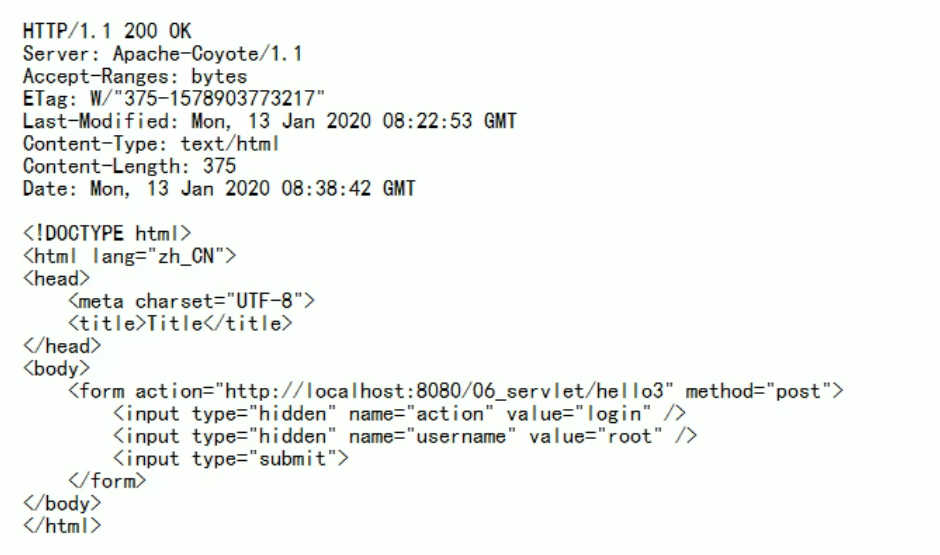 HTTP/1.1 200 OK
Server: Apache-Coyote/1.1
Accept-Ranges: bytes
ETag: W/"375-1578903773217"
Last-Modified: Mon, 13 Jan 2020 08:22:53 GMT
Content-Type: text/html
Content-Length: 375
Date: Mon, 13 Jan 2020 08:38:42 GMT

<!DOCTYPE html>
<html lang="zh_CN">
<head>
    <meta charset="UTF-8">
    <title>Title</title>
</head>
<body>
    <form action="http://localhost:8080/06_servlet/hello3" method="post">
        <input type="hidden" name="action" value="login" />
        <input type="hidden" name="username" value="root" />
        <input type="submit">
    </form>
</body>
</html>